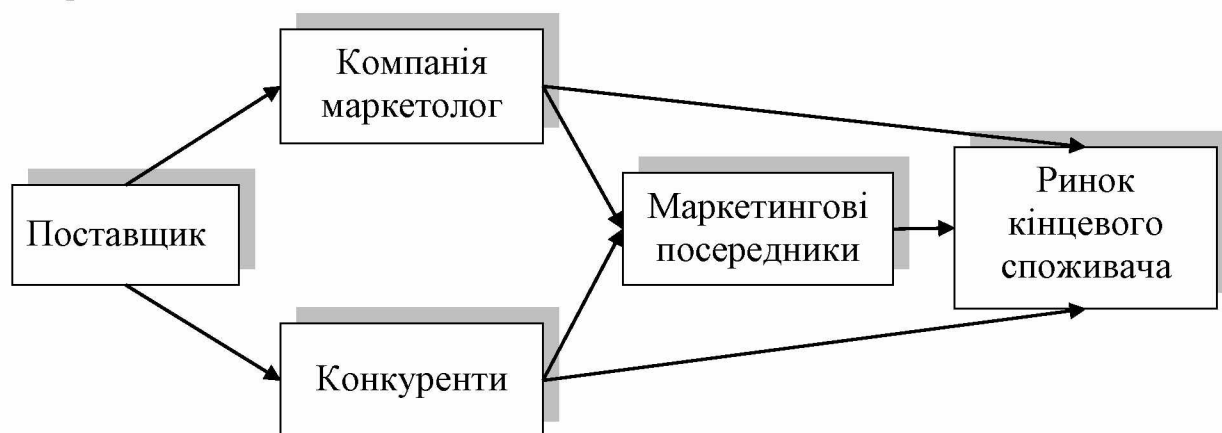 Компанія
маркетолог
Поставщик
Маркетингові
посередники
Ринок
кінцевого
споживача
Конкуренти